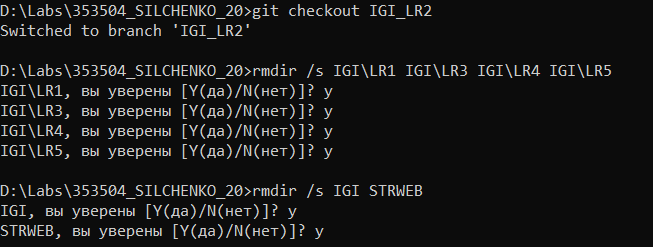 D:\Labs\353504_SILCHENKO_20>git checkout IGI_LR2
Switched to branch 'IGI_LR2'
D:\Labs\353504_SILCHENKO_20>rmdir /s IGI\LR1 IGI\LR3 IGI\LR4 IGI\LR5
IGI\LR1, вы уверены [Y(да)/N(нет)]? y
IGI\LR3, вы уверены [Y(да)/N(нет)]? y
IGI\LR4, вы уверены [Y(да)/N(нет)]? y
IGI\LR5, вы уверены [Y(да)/N(нет)]? y
D:\Labs\353504_SILCHENKO_20>rmdir /s IGI STRWEB
IGI, вы уверены [Y(да)/N(нет)]? y
STRWEB, вы уверены [Y(да)/N(нет)]? y